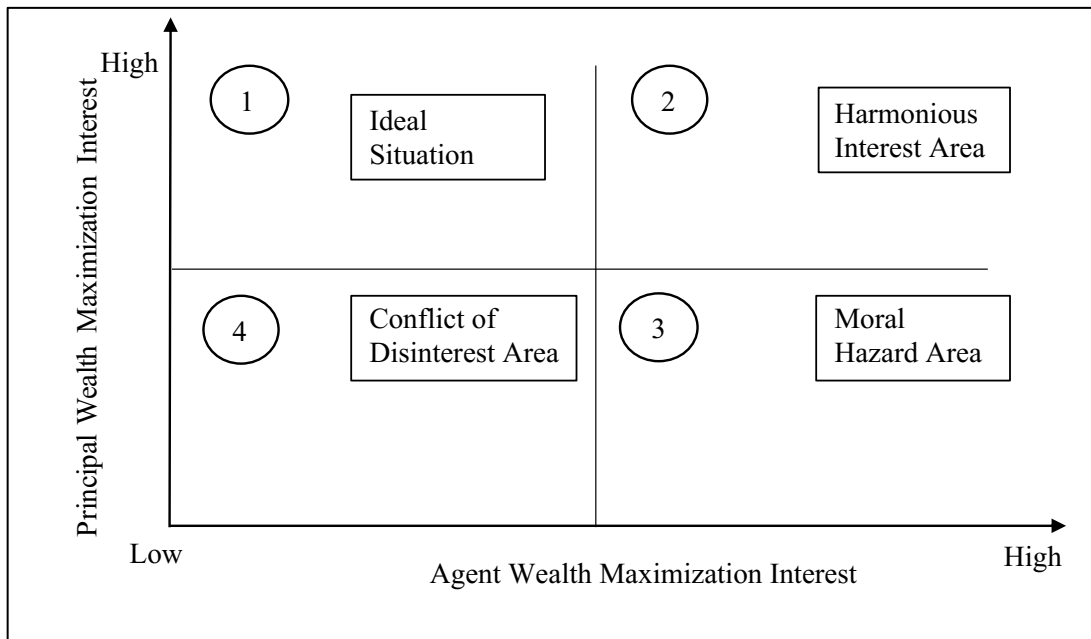 High
Principal Wealth Maximization Interest
1
Ideal
Situation
2
Harmonious
Interest Area
4
Conflict of
Disinterest Area
3
Moral
Hazard Area
Low
High
Agent Wealth Maximization Interest